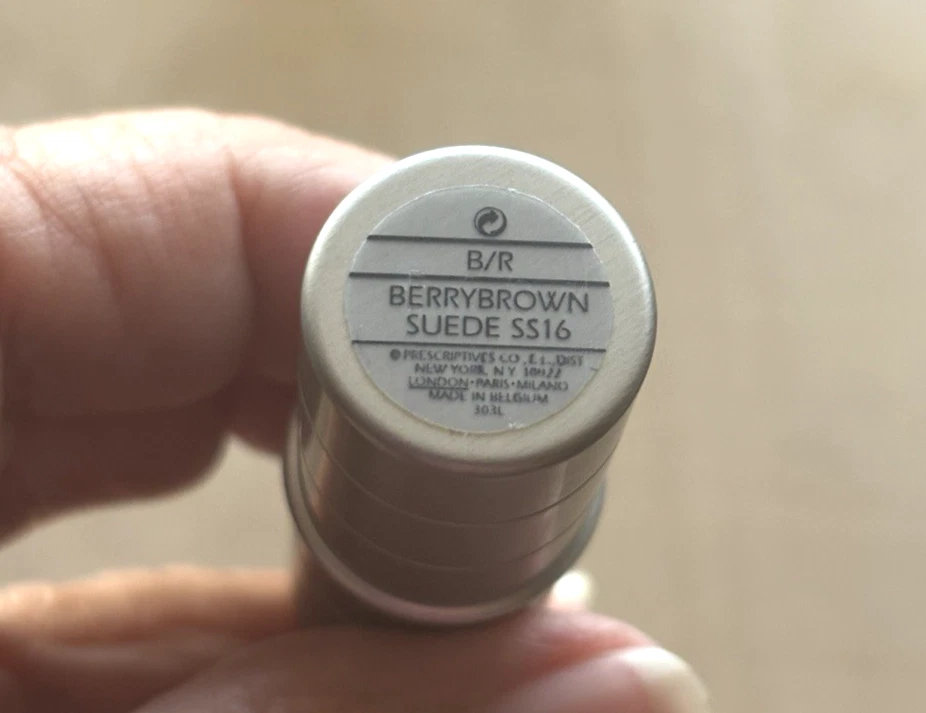 B/R
BERRYBROWN
SUEDE SS16
© PRESCRIPTIVES CO., E.L., DIST
NEW YORK, N.Y. 10022
LONDON•PARIS•MILANO
MADE IN BELGIUM
303L